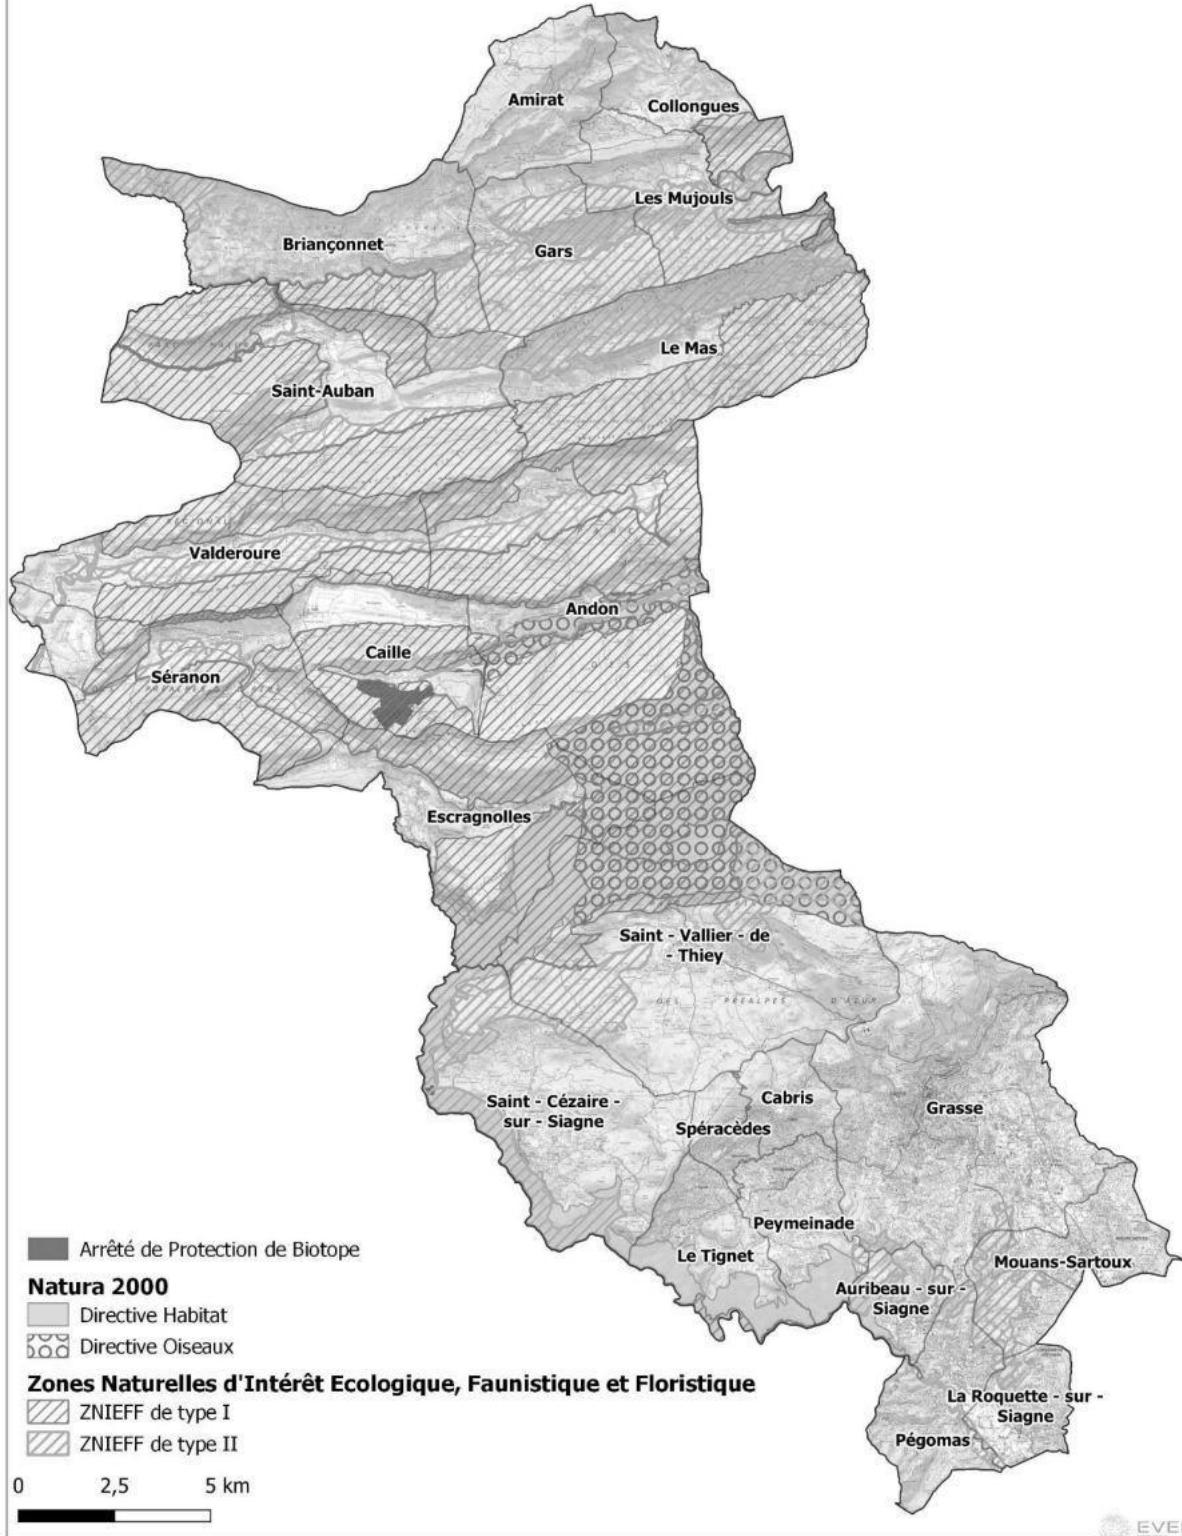 Amirat
Collongues
Les Mujouls
Briançonnet
Gars
Le Mas
Saint-Auban
Valderoure
Andon
Caille
Séranon
Escragnolles
Saint - Vallier - de
- Thiey
DES PRÉALPES D'AZUR
Cabris
Saint - Cézaire -
sur - Siagne
Grasse
Spéracèdes
Peymeinade
Le Tignet
Mouans-Sartoux
Auribeau - sur -
Siagne
La Roquette - sur -
Siagne
Pégomas
Arrêté de Protection de Biotope
Natura 2000
Directive Habitat
Directive Oiseaux
Zones Naturelles d'Intérêt Ecologique, Faunistique et Floristique
ZNIEFF de type I
ZNIEFF de type II
0 2,5 5 km